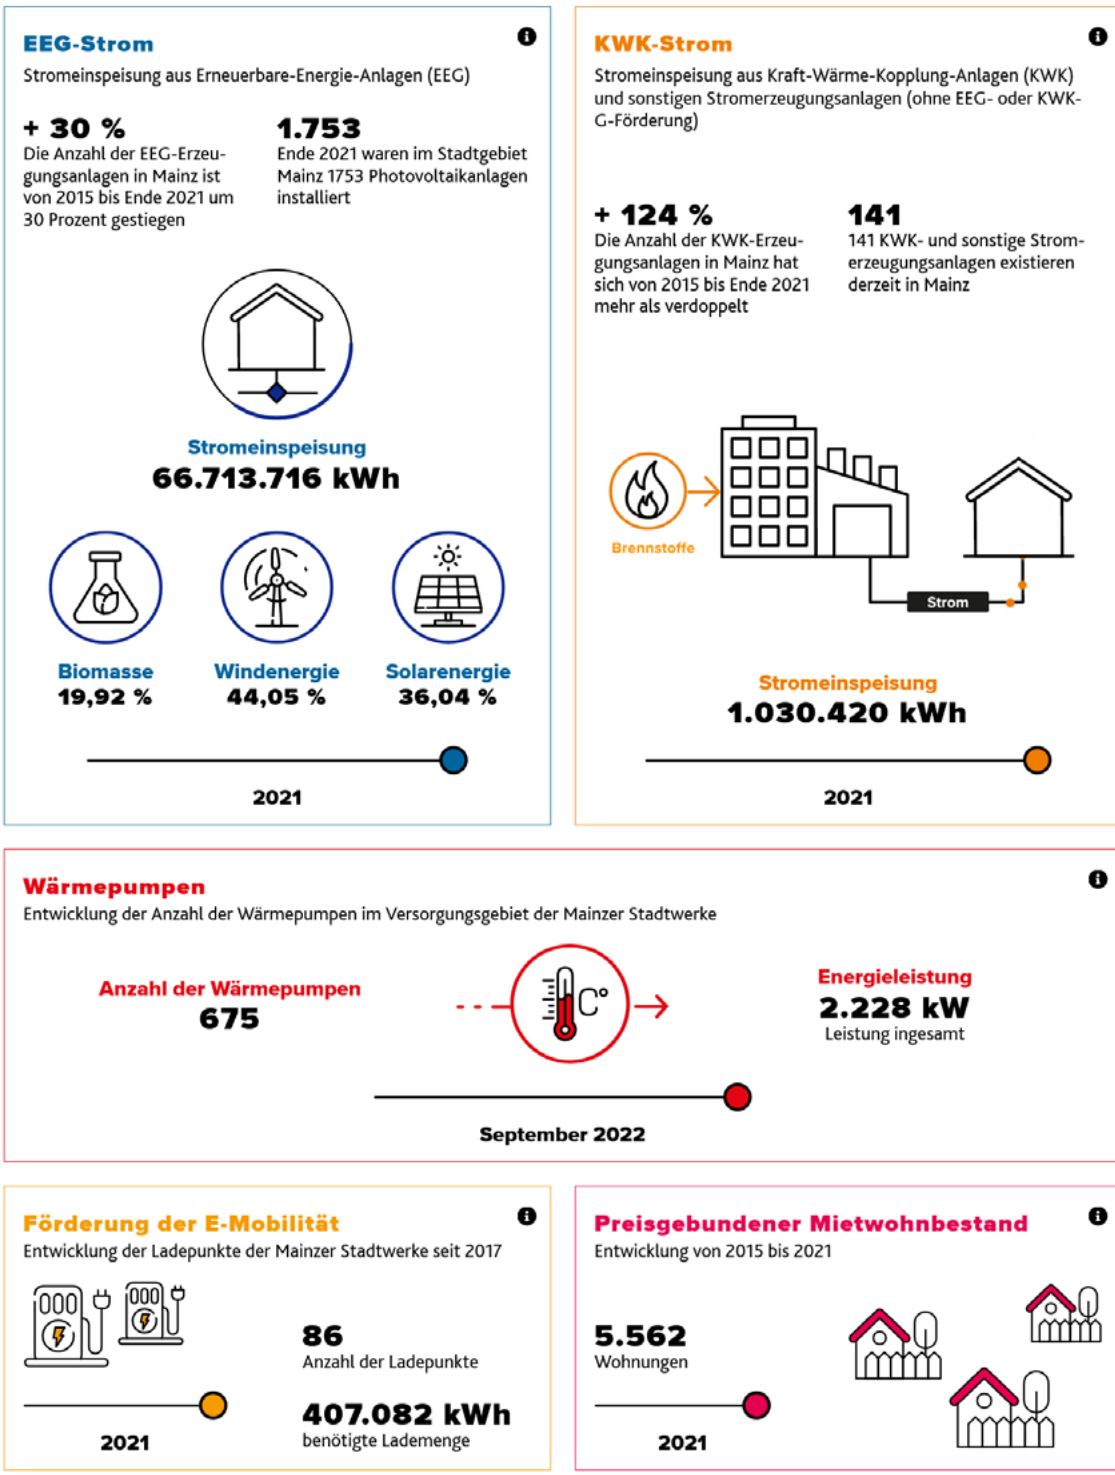 EEG-Strom
Stromeinspeisung aus Erneuerbare-Energie-Anlagen (EEG)
+ 30 %
Die Anzahl der EEG-Erzeu-
gungsanlagen in Mainz ist
von 2015 bis Ende 2021 um
30 Prozent gestiegen
1.753
Ende 2021 waren im Stadtgebiet
Mainz 1753 Photovoltaikanlagen
installiert
Stromeinspeisung
66.713.716 kWh
Biomasse
19,92 %
Windenergie
44,05 %
Solarenergie
36,04 %
2021
KWK-Strom
Stromeinspeisung aus Kraft-Wärme-Kopplung-Anlagen (KWK)
und sonstigen Stromerzeugungsanlagen (ohne EEG- oder KWK-
G-Förderung)
+ 124 %
Die Anzahl der KWK-Erzeu-
gungsanlagen in Mainz hat
sich von 2015 bis Ende 2021
mehr als verdoppelt
141
141 KWK- und sonstige Strom-
erzeugungsanlagen existieren
derzeit in Mainz
Brennstoffe
Strom
Stromeinspeisung
1.030.420 kWh
2021
Wärmepumpen
Entwicklung der Anzahl der Wärmepumpen im Versorgungsgebiet der Mainzer Stadtwerke
Anzahl der Wärmepumpen
675
C°
Energieleistung
2.228 kW
Leistung ingesamt
September 2022
Förderung der E-Mobilität
Entwicklung der Ladepunkte der Mainzer Stadtwerke seit 2017
86
Anzahl der Ladepunkte
407.082 kWh
benötigte Lademenge
2021
Preisgebundener Mietwohnbestand
Entwicklung von 2015 bis 2021
5.562
Wohnungen
2021